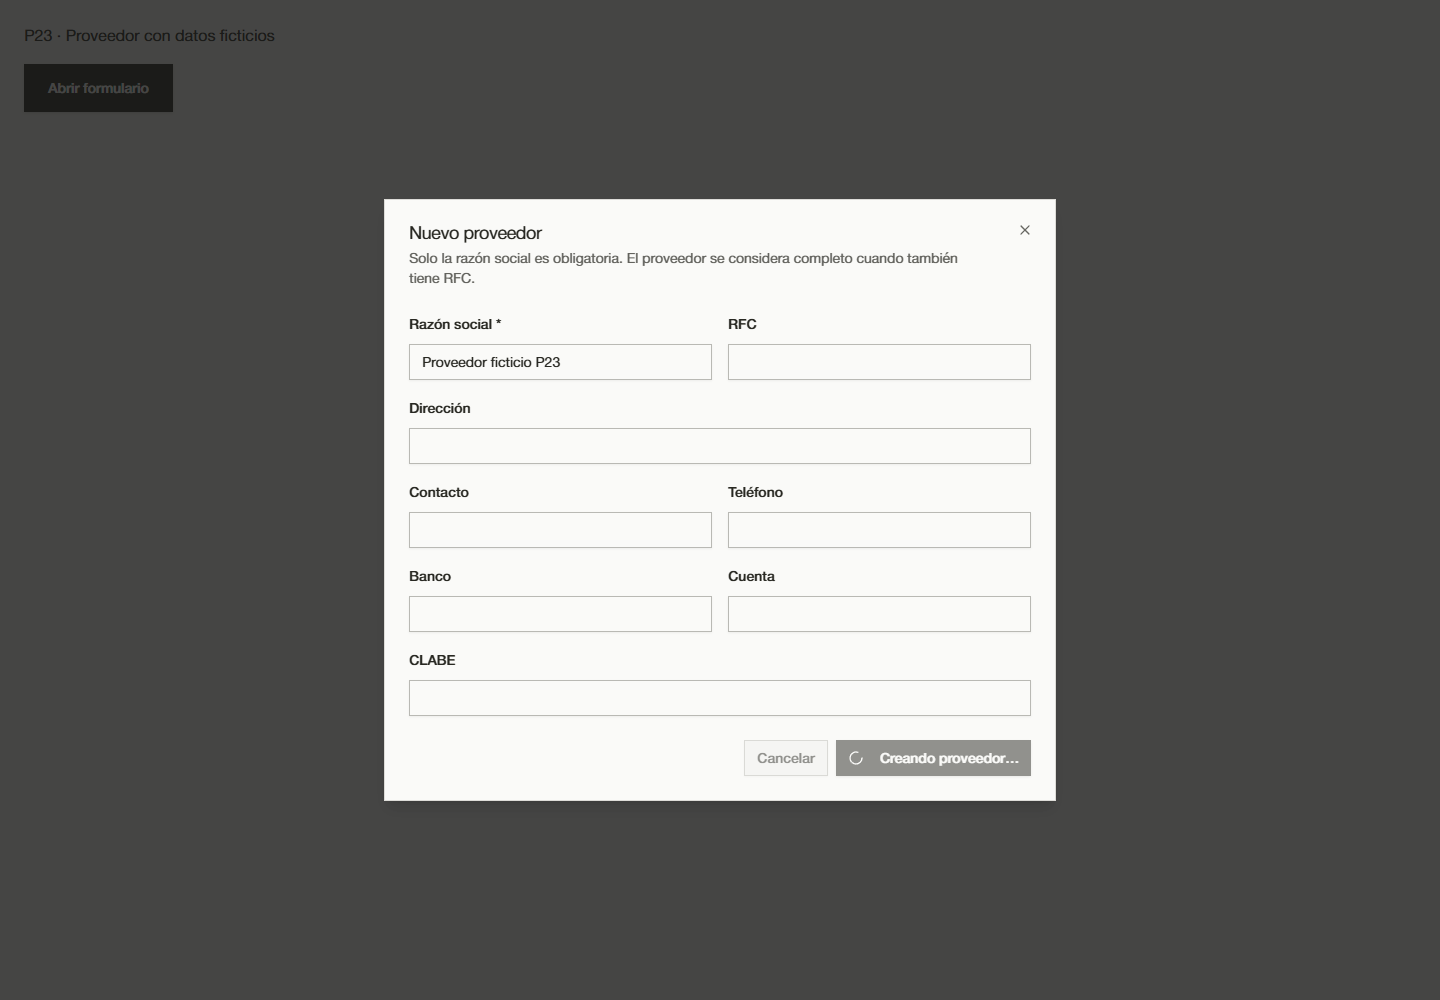 P23 · Proveedor con datos ficticios
Abrir formulario
Nuevo proveedor
Solo la razón social es obligatoria. El proveedor se considera completo cuando también
tiene RFC.
Razón social *
RFC
Proveedor ficticio P23
Dirección
Contacto
Teléfono
Banco
Cuenta
CLABE
Cancelar
Creando proveedor…